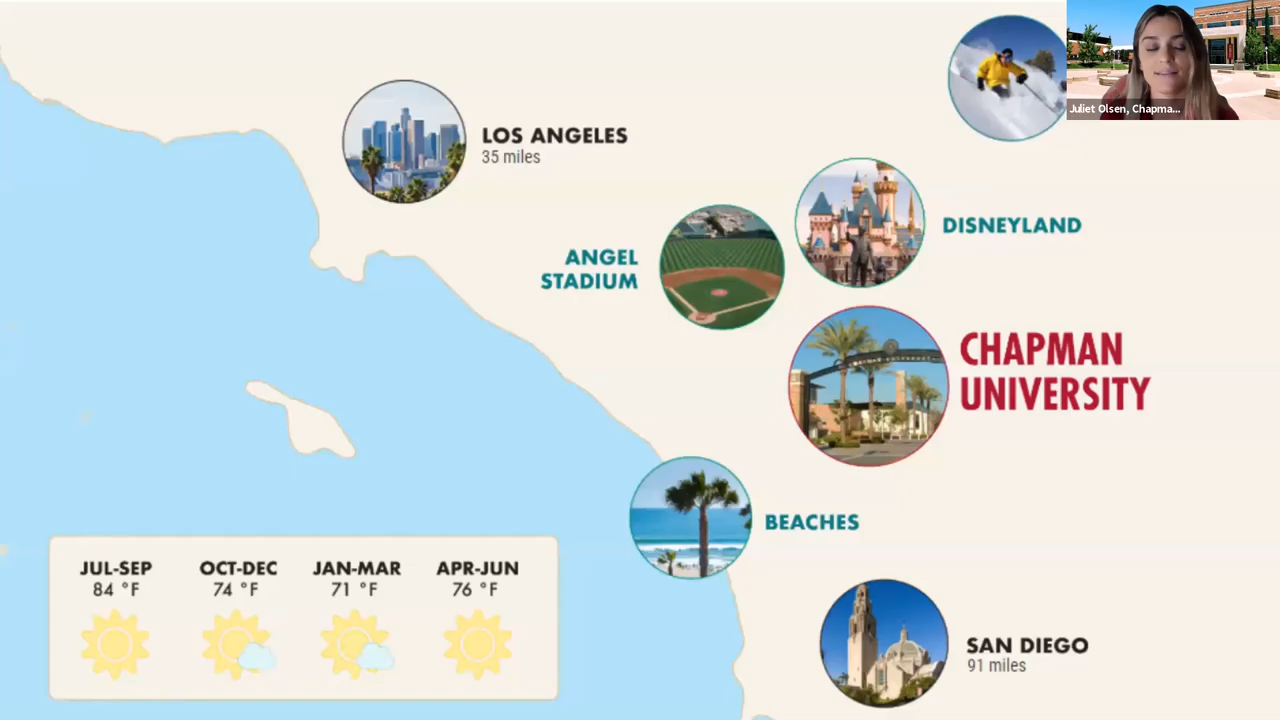 Juliet Olsen, Chapma...
LOS ANGELES
35 miles
DISNEYLAND
ANGEL
STADIUM
CHAPMAN
UNIVERSITY
BEACHES
JUL-SEP
84 °F
OCT-DEC
74 °F
JAN-MAR
71 °F
APR-JUN
76 °F
SAN DIEGO
91 miles